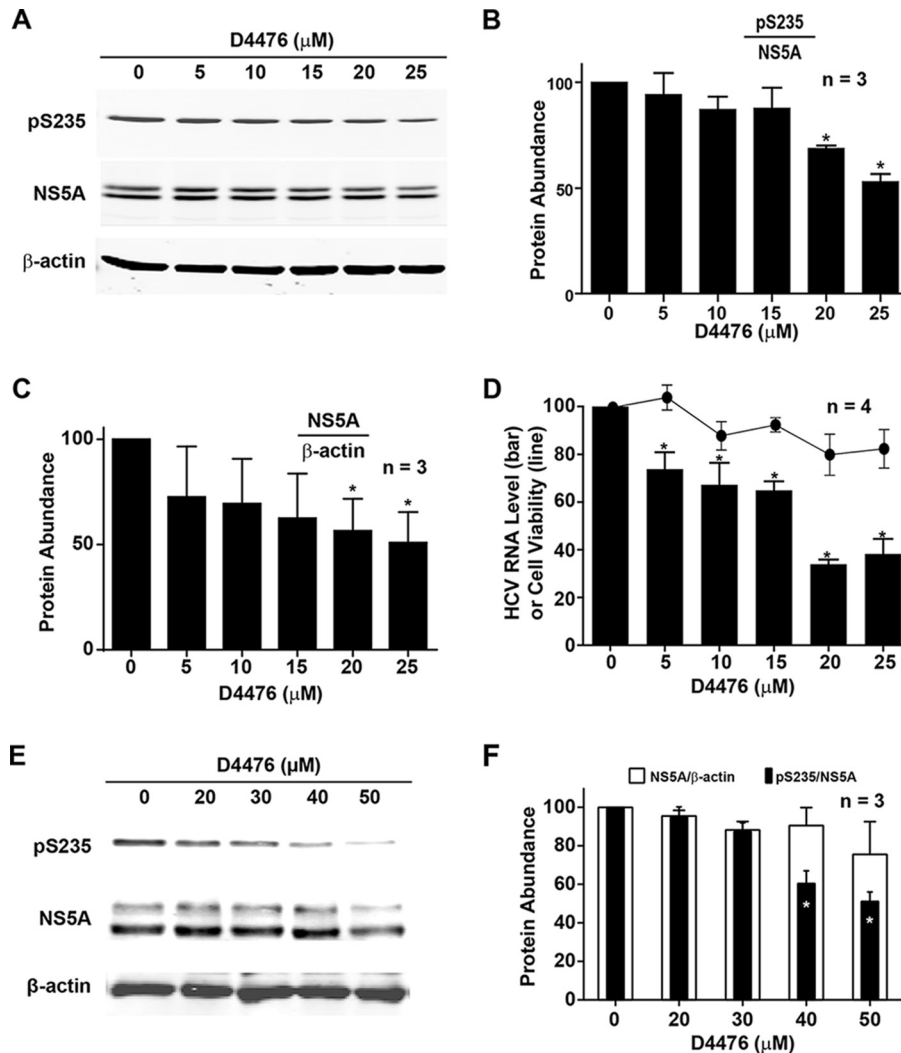 A
D4476 (μM)
0 5 10 15 20 25
pS235
NS5A
β-actin
B
pS235
NS5A
n = 3
Protein Abundance
100
50
0
* *
0 5 10 15 20 25
D4476 (μM)
C
NS5A
β-actin
n = 3
Protein Abundance
100
50
0
* *
0 5 10 15 20 25
D4476 (μM)
D
n = 4
HCV RNA Level (bar)
or Cell Viability (line)
100
80
60
40
20
0
* * * * *
0 5 10 15 20 25
D4476 (μM)
E
D4476 (μM)
0 20 30 40 50
pS235
NS5A
β-actin
F
NS5A/β-actin pS235/NS5A
n = 3
Protein Abundance
100
80
60
40
20
0
* *
0 20 30 40 50
D4476 (μM)